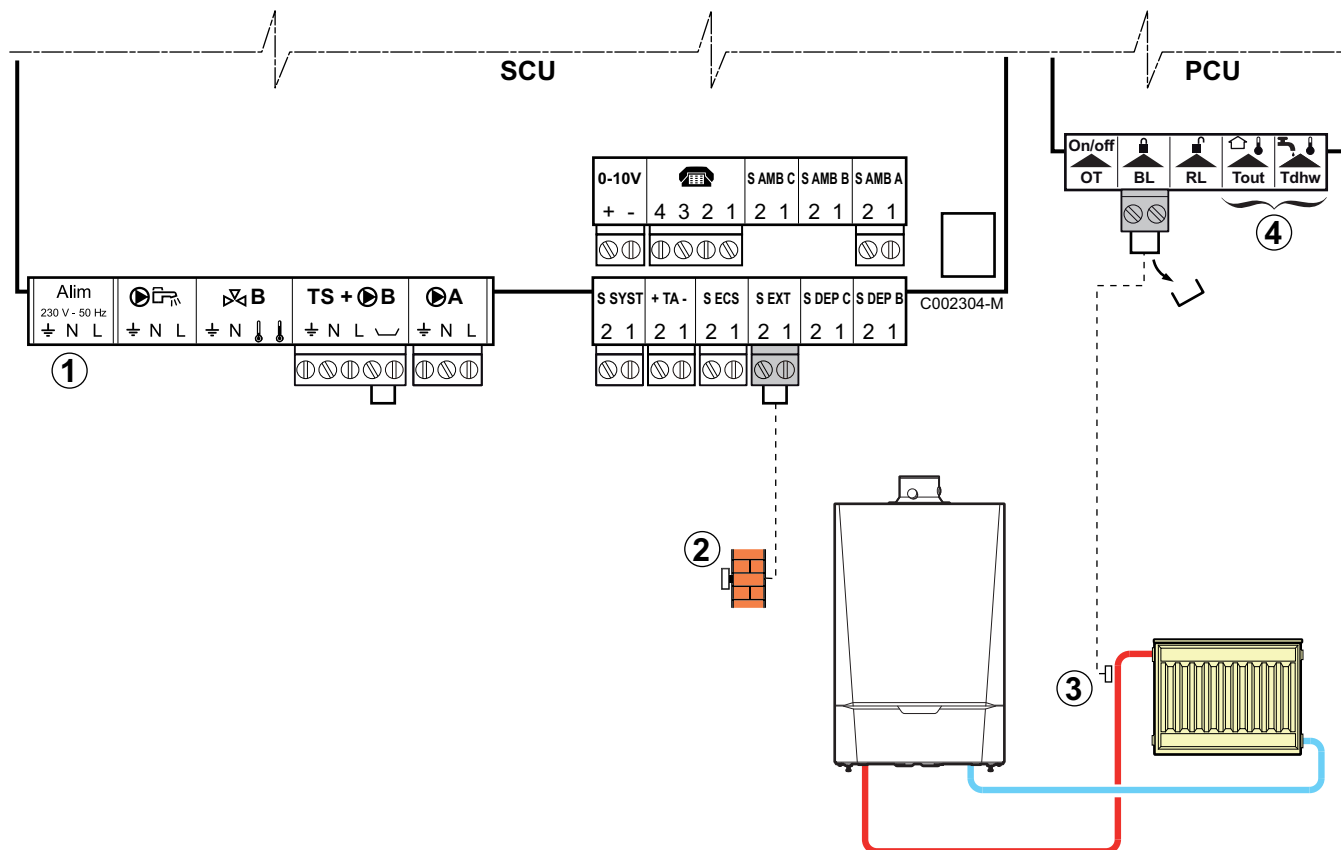 SCU
PCU
On/off
OT BL RL Tout Tdhw
4
0-10V S AMB C S AMB B S AMB A
+ - 4 3 2 1 2 1 2 1 2 1
C002304-M
Alim B TS + B A
230 V - 50 Hz
N L N L N N L N L
1
S SYST + TA - S ECS S EXT S DEP C S DEP B
2 1 2 1 2 1 2 1 2 1 2 1
2
3